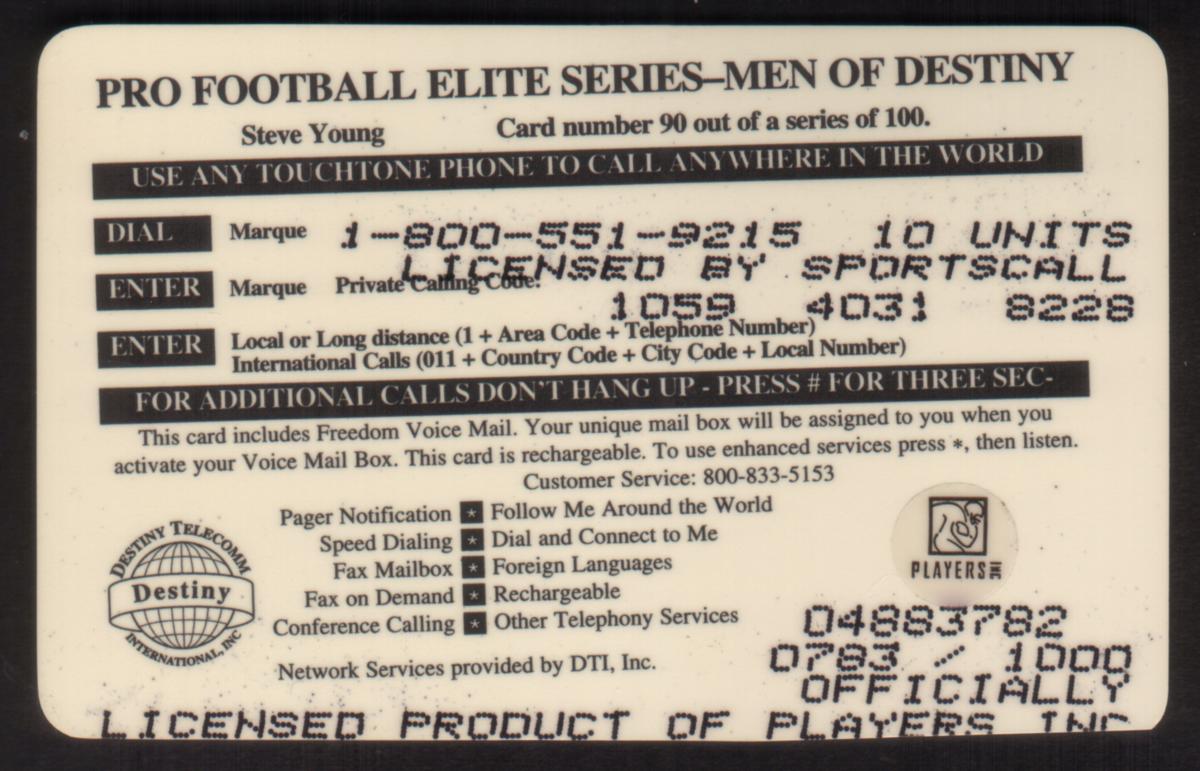 PRO FOOTBALL ELITE SERIES–MEN OF DESTINY
Steve Young Card number 90 out of a series of 100.
USE ANY TOUCHTONE PHONE TO CALL ANYWHERE IN THE WORLD
DIAL Marque 1-800-551-9215 10 UNITS
LICENSED BY SPORTSCALL
ENTER Marque Private Calling Code:
1059 4031 8228
ENTER Local or Long distance (1 + Area Code + Telephone Number)
International Calls (011 + Country Code + City Code + Local Number)
FOR ADDITIONAL CALLS DON'T HANG UP - PRESS # FOR THREE SEC-
This card includes Freedom Voice Mail. Your unique mail box will be assigned to you when you
activate your Voice Mail Box. This card is rechargeable. To use enhanced services press *, then listen.
Customer Service: 800-833-5153
Pager Notification * Follow Me Around the World
Speed Dialing * Dial and Connect to Me
Fax Mailbox * Foreign Languages
Fax on Demand * Rechargeable
Conference Calling * Other Telephony Services
DESTINY TELECOMM
Destiny
INTERNATIONAL, INC
PLAYERS INC
Network Services provided by DTI, Inc.
04883782
0783 / 1000
OFFICIALLY
LICENSED PRODUCT OF PLAYERS INC